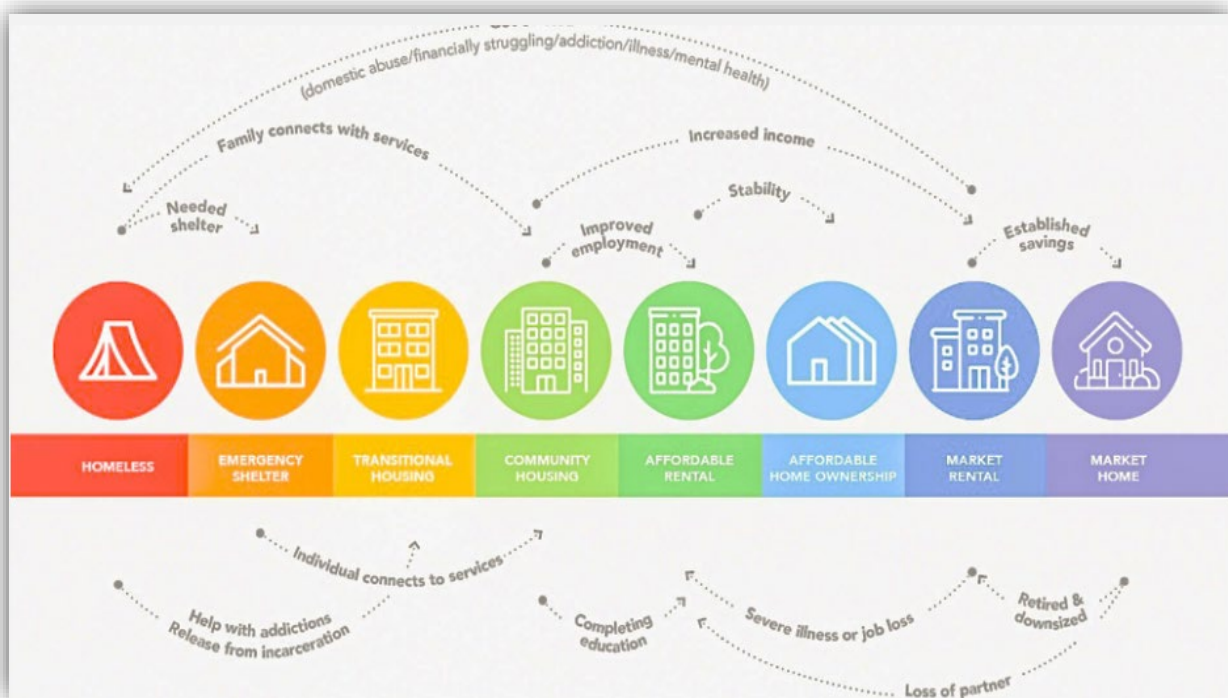 (domestic abuse/financially struggling/addiction/illness/mental health)
Family connects with services
Increased income
Needed
shelter
Stability
Improved
employment
Established
savings
HOMELESS
EMERGENCY
SHELTER
TRANSITIONAL
HOUSING
COMMUNITY
HOUSING
AFFORDABLE
RENTAL
AFFORDABLE
HOME OWNERSHIP
MARKET
RENTAL
MARKET
HOME
Individual connects to services
Help with addictions
Release from incarceration
Completing
education
Severe illness or job loss
Retired &
downsized
Loss of partner